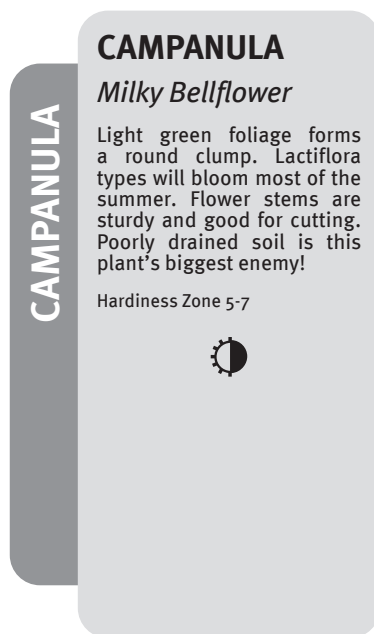 CAMPANULA
CAMPANULA
Milky Bellflower
Light green foliage forms
a round clump. Lactiflora
types will bloom most of the
summer. Flower stems are
sturdy and good for cutting.
Poorly drained soil is this
plant's biggest enemy!
Hardiness Zone 5-7